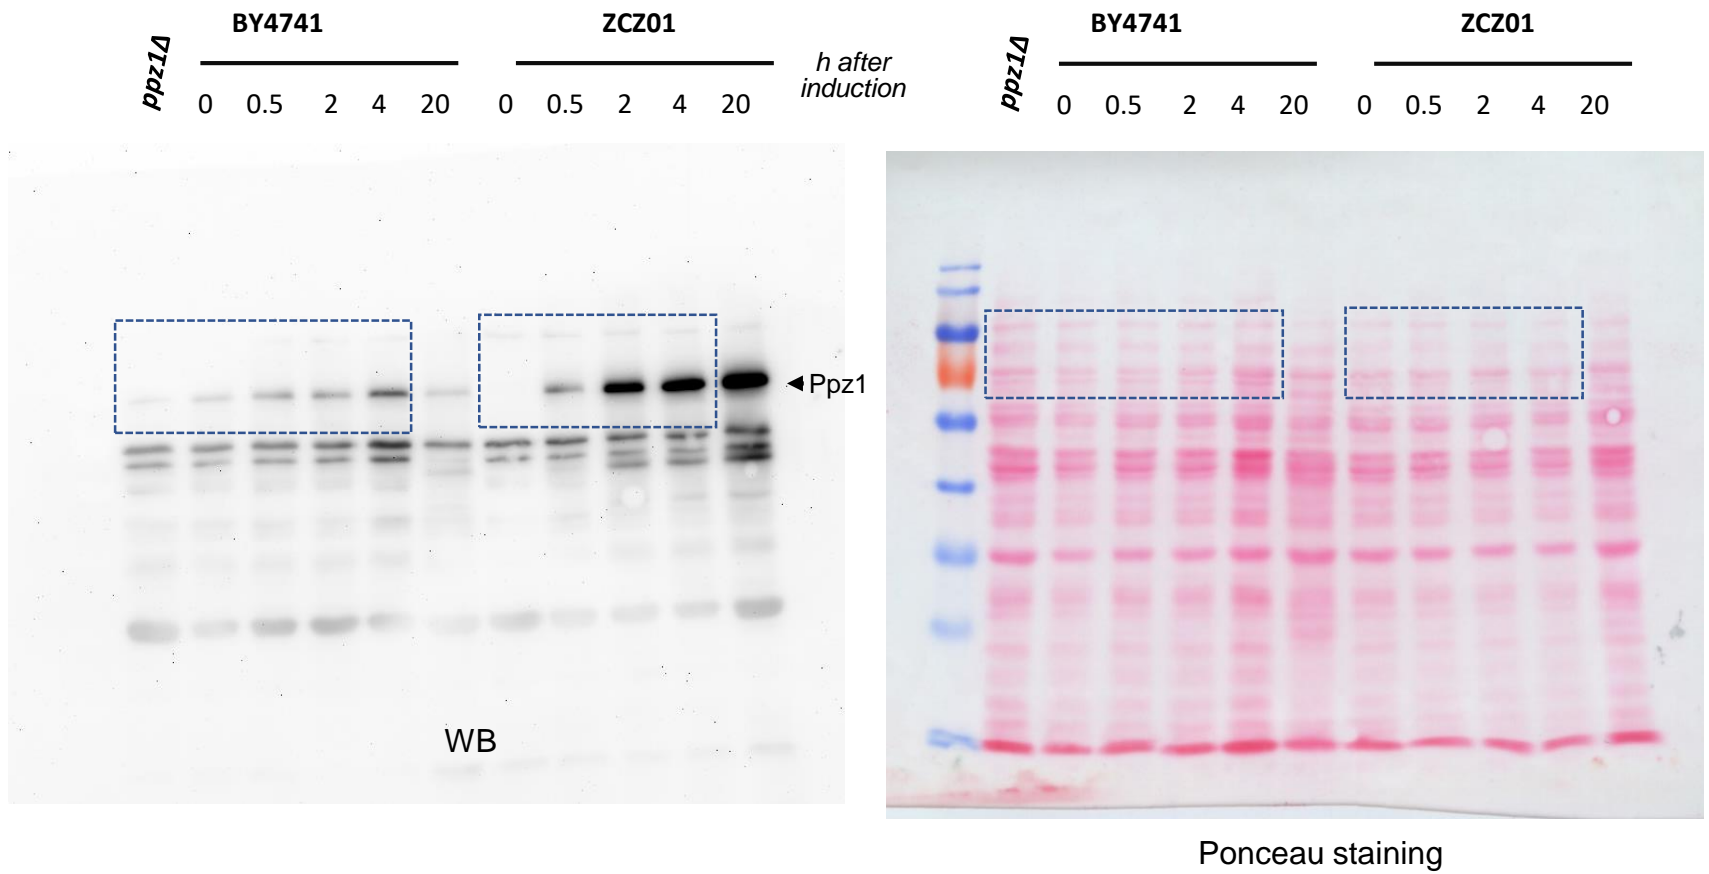 BY4741 ZCZ01
ppz1Δ 0 0.5 2 4 20 0 0.5 2 4 20
h after
induction
Ppz1
WB
BY4741 ZCZ01
ppz1Δ 0 0.5 2 4 20 0 0.5 2 4 20
Ponceau staining